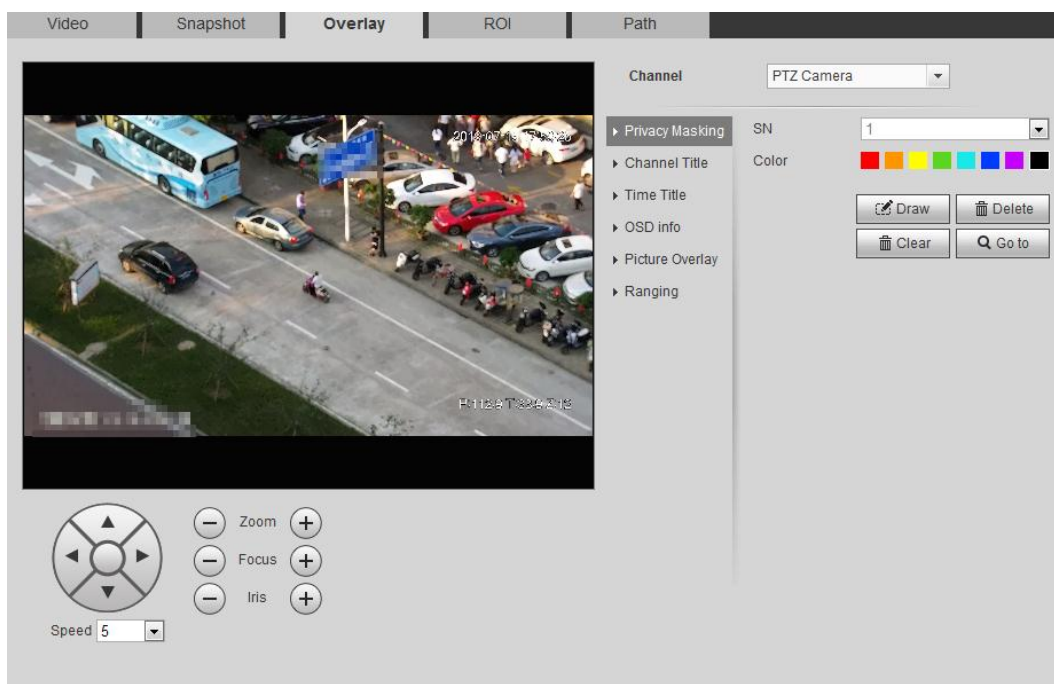 Video Snapshot Overlay ROI Path
Channel PTZ Camera
Privacy Masking
Channel Title
Time Title
OSD info
Picture Overlay
Ranging
SN 1
Color
Draw Delete
Clear Go to
Zoom
Focus
Iris
Speed 5